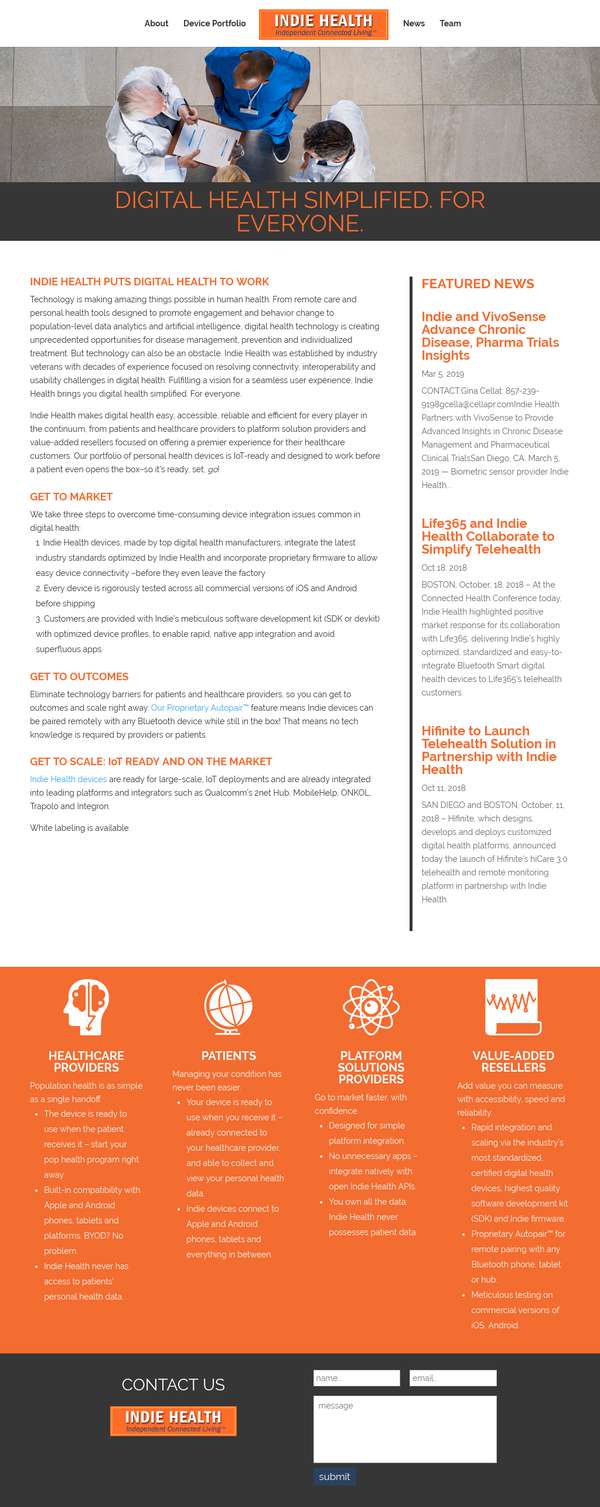 About
Device Portfolio
INDIE HEALTH
Independent Connected Living™
News
Team
DIGITAL HEALTH SIMPLIFIED. FOR
EVERYONE.
INDIE HEALTH PUTS DIGITAL HEALTH TO WORK
Technology is making amazing things possible in human health. From remote care and
personal health tools designed to promote engagement and behavior change to
population-level data analytics and artificial intelligence, digital health technology is creating
unprecedented opportunities for disease management, prevention and individualized
treatment. But technology can also be an obstacle. Indie Health was established by industry
veterans with decades of experience focused on resolving connectivity, interoperability and
usability challenges in digital health. Fulfilling a vision for a seamless user experience, Indie
Health brings you digital health simplified. For everyone.
Indie Health makes digital health easy, accessible, reliable and efficient for every player in
the continuum, from patients and healthcare providers to platform solution providers and
value-added resellers focused on offering a premier experience for their healthcare
customers. Our portfolio of personal health devices is IoT-ready and designed to work before
a patient even opens the box–so it's ready, set, go!
GET TO MARKET
We take three steps to overcome time-consuming device integration issues common in
digital health:
1. Indie Health devices, made by top digital health manufacturers, integrate the latest
industry standards optimized by Indie Health and incorporate proprietary firmware to allow
easy device connectivity –before they even leave the factory
2. Every device is rigorously tested across all commercial versions of iOS and Android
before shipping
3. Customers are provided with Indie's meticulous software development kit (SDK or devkit)
with optimized device profiles, to enable rapid, native app integration and avoid
superfluous apps
GET TO OUTCOMES
Eliminate technology barriers for patients and healthcare providers, so you can get to
outcomes and scale right away. Our Proprietary Autopair™ feature means Indie devices can
be paired remotely with any Bluetooth device while still in the box! That means no tech
knowledge is required by providers or patients.
GET TO SCALE: IoT READY AND ON THE MARKET
Indie Health devices are ready for large-scale, IoT deployments and are already integrated
into leading platforms and integrators such as Qualcomm's 2net Hub, MobileHelp, ONKOL,
Trapolo and Integron.
White labeling is available.
FEATURED NEWS
Indie and VivoSense
Advance Chronic
Disease, Pharma Trials
Insights
Mar 5, 2019
CONTACT:Gina Cella1: 857-239-
9198gcella@cellapr.comIndie Health
Partners with VivoSense to Provide
Advanced Insights in Chronic Disease
Management and Pharmaceutical
Clinical TrialsSan Diego, CA, March 5,
2019 — Biometric sensor provider Indie
Health...
Life365 and Indie
Health Collaborate to
Simplify Telehealth
Oct 18, 2018
BOSTON, October, 18, 2018 – At the
Connected Health Conference today,
Indie Health highlighted positive
market response for its collaboration
with Life365, delivering Indie's highly
optimized, standardized and easy-to-
integrate Bluetooth Smart digital
health devices to Life365's telehealth
customers.
Hifinite to Launch
Telehealth Solution in
Partnership with Indie
Health
Oct 11, 2018
SAN DIEGO and BOSTON, October, 11,
2018 – Hifinite, which designs,
develops and deploys customized
digital health platforms, announced
today the launch of Hifinite's hiCare 3.0
telehealth and remote monitoring
platform in partnership with Indie
Health.
HEALTHCARE
PROVIDERS
Population health is as simple
as a single handoff.
• The device is ready to
use when the patient
receives it – start your
pop health program right
away
• Built-in compatibility with
Apple and Android
phones, tablets and
platforms. BYOD? No
problem.
• Indie Health never has
access to patients'
personal health data.
PATIENTS
Managing your condition has
never been easier.
• Your device is ready to
use when you receive it –
already connected to
your healthcare provider,
and able to collect and
view your personal health
data.
• Indie devices connect to
Apple and Android
phones, tablets and
everything in between.
PLATFORM
SOLUTIONS
PROVIDERS
Go to market faster, with
confidence.
• Designed for simple
platform integration.
• No unnecessary apps –
integrate natively with
open Indie Health APIs.
• You own all the data.
Indie Health never
possesses patient data
VALUE-ADDED
RESELLERS
Add value you can measure
with accessibility, speed and
reliability.
• Rapid integration and
scaling via the industry's
most standardized,
certified digital health
devices, highest quality
software development kit
(SDK) and Indie firmware.
• Proprietary Autopair™ for
remote pairing with any
Bluetooth phone, tablet
or hub.
• Meticulous testing on
commercial versions of
iOS, Android.
CONTACT US
INDIE HEALTH
Independent Connected Living™
name...
email...
message
submit